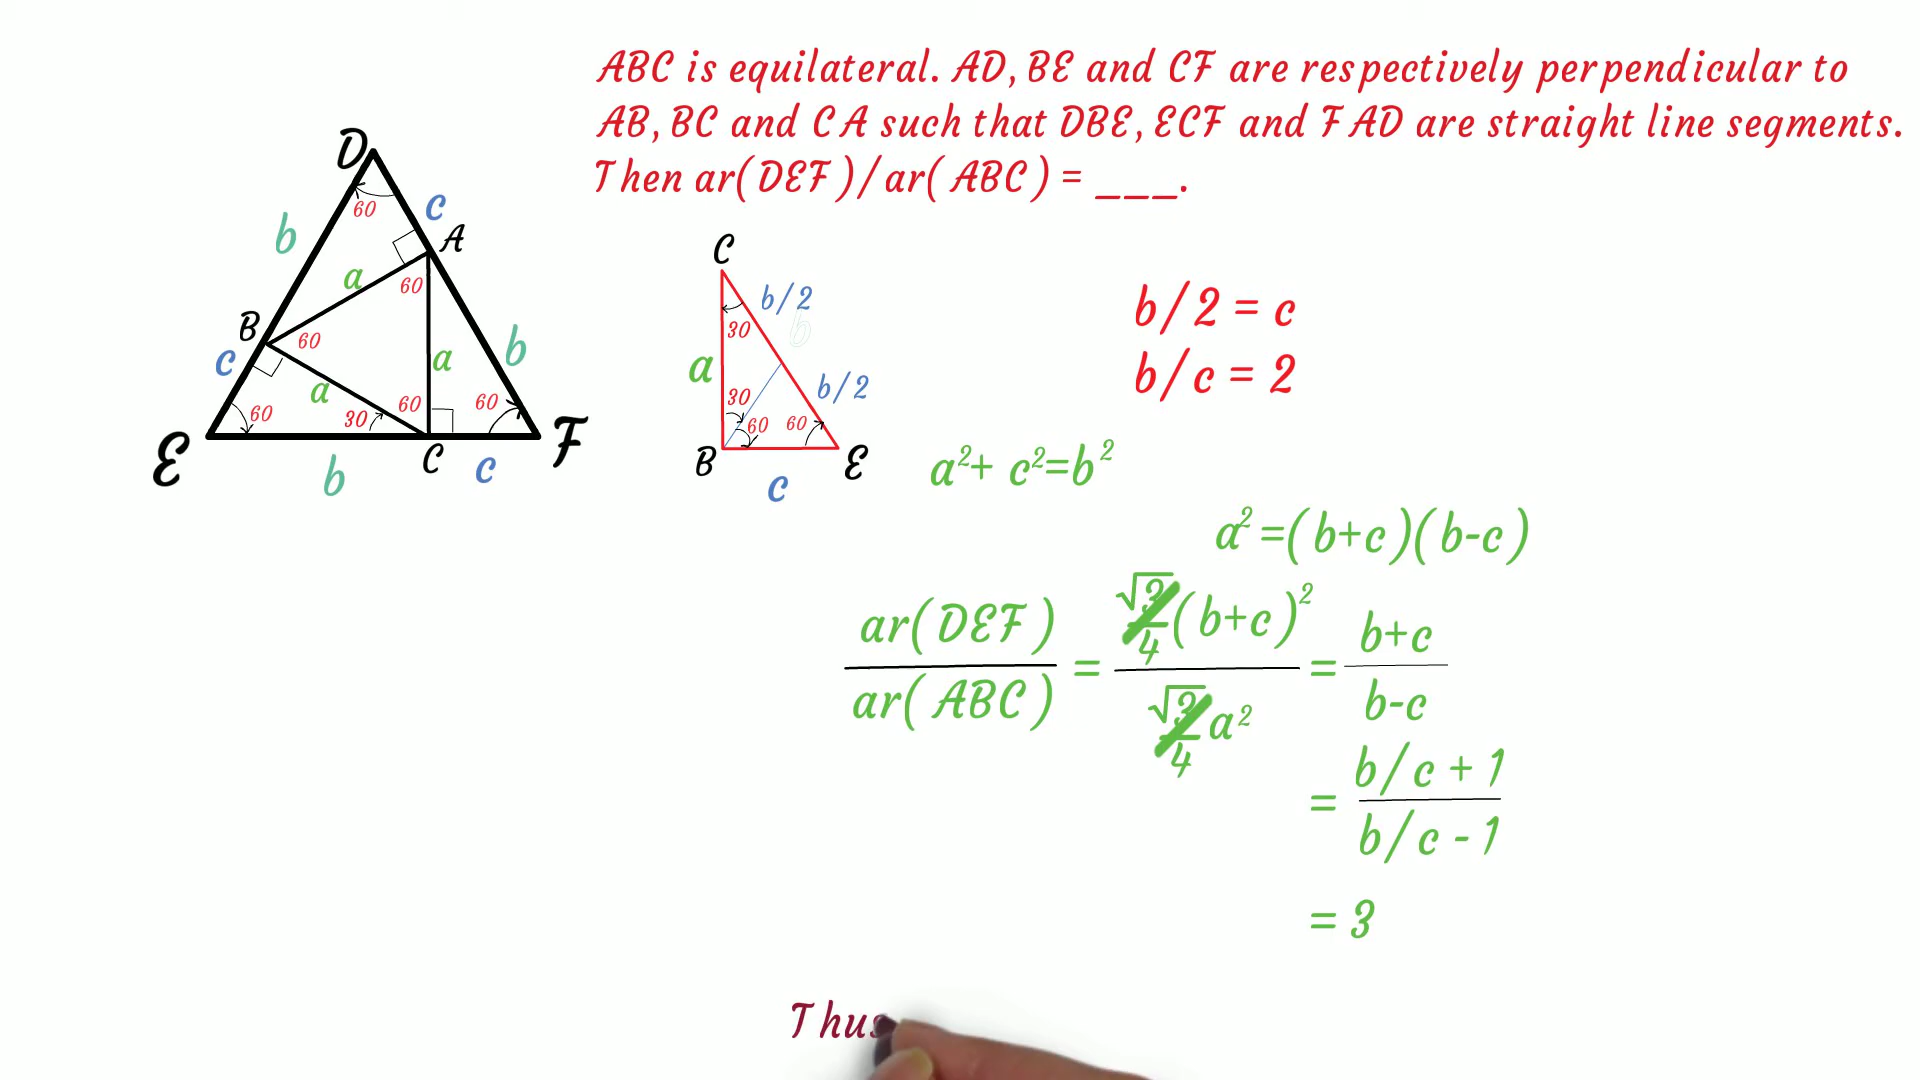 ABC is equilateral. AD, BE and CF are respectively perpendicular to
AB, BC and CA such that DBE, ECF and FAD are straight line segments.
Then ar(DEF)/ar(ABC) = ___.
D
60
c
A
b
a
60
B
60
c
a
b
a
60
30
60
60
E
F
b
C
c
C
b/2
b
30
a
b/2
30
60
60
B
E
c
b/2 = c
b/c = 2
a²+ c²=b²
a²=(b+c)(b-c)
ar(DEF)/ar(ABC) = √3/4(b+c)²/√3/4a² = b+c/b-c
= b/c + 1/b/c - 1
= 3
Thus